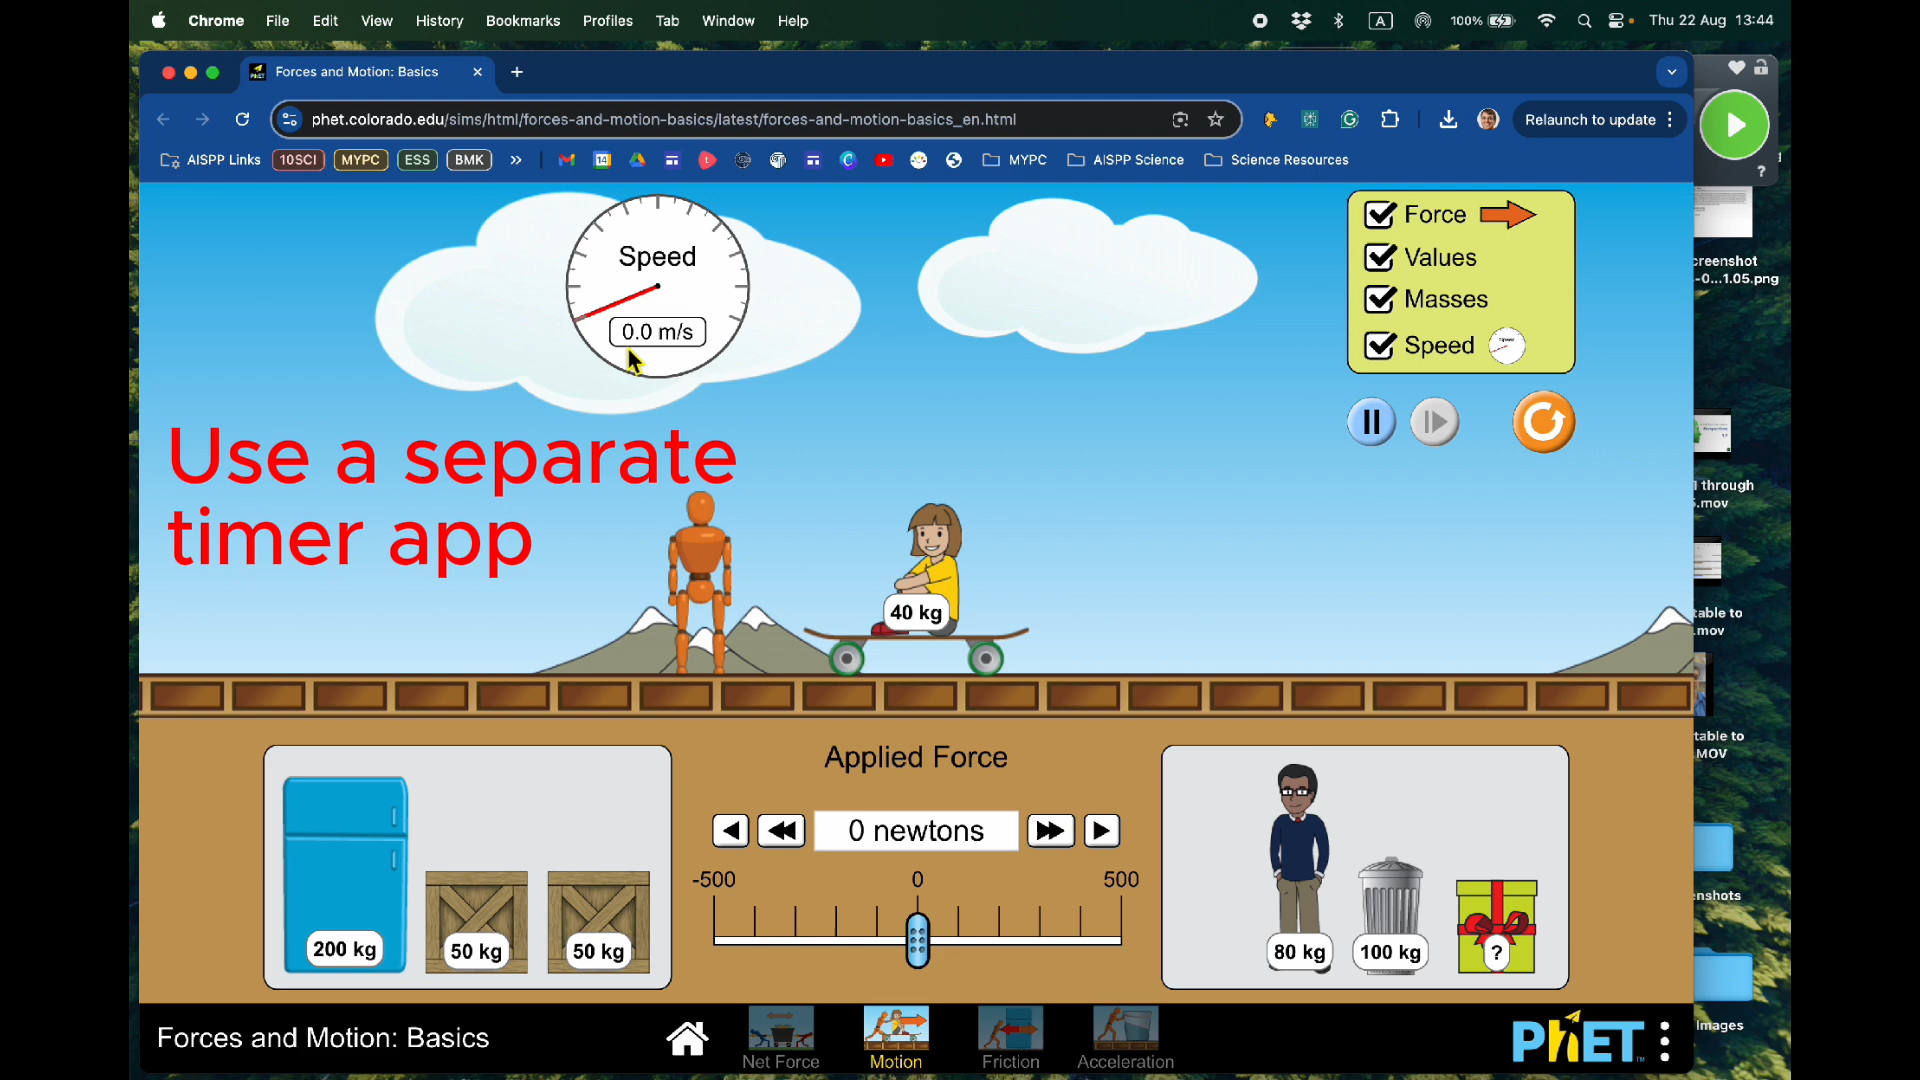 Chrome File Edit View History Bookmarks Profiles Tab Window Help
A 100% Thu 22 Aug 13:44
Forces and Motion: Basics
phet.colorado.edu/sims/html/forces-and-motion-basics/latest/forces-and-motion-basics_en.html
Relaunch to update
AISPP Links 10SCI MYPC ESS BMK » MYPC AISPP Science Science Resources
?
Speed
0.0 m/s
Force
Values
Masses
Speed
creenshot
-0...1.05.png
Use a separate
timer app
l through
.mov
40 kg
table to
.mov
table to
.MOV
Applied Force
0 newtons
-500 0 500
200 kg
50 kg
50 kg
80 kg
100 kg
?
enshots
Images
Forces and Motion: Basics
Net Force
Motion
Friction
Acceleration
PhET